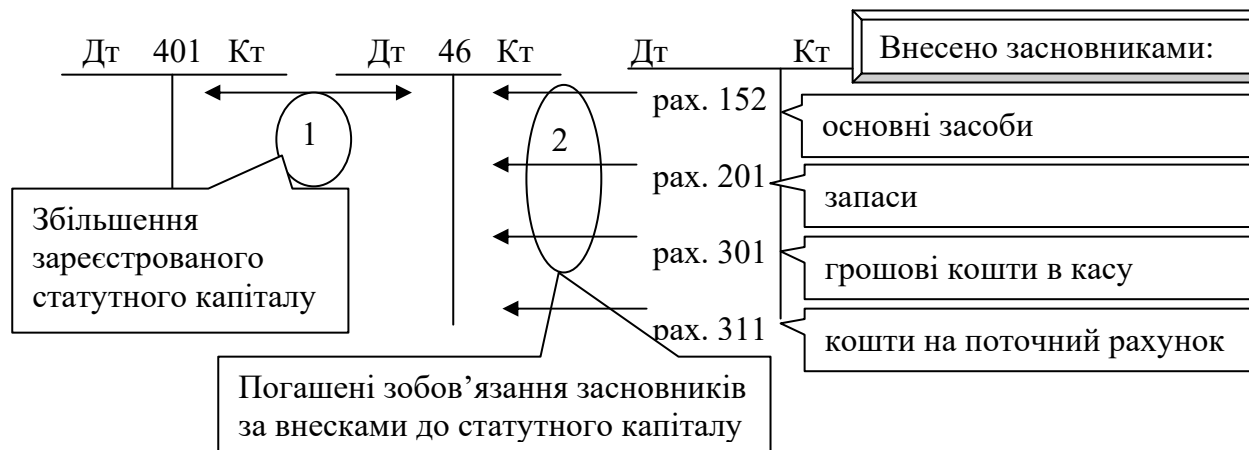 Дт 401 Кт
Дт 46 Кт
Дт Кт
Внесено засновниками:
рах. 152
основні засоби
1
2
рах. 201
запаси
Збільшення
зареєстрованого
статутного капіталу
рах. 301
грошові кошти в касу
рах. 311
кошти на поточний рахунок
Погашені зобов’язання засновників
за внесками до статутного капіталу